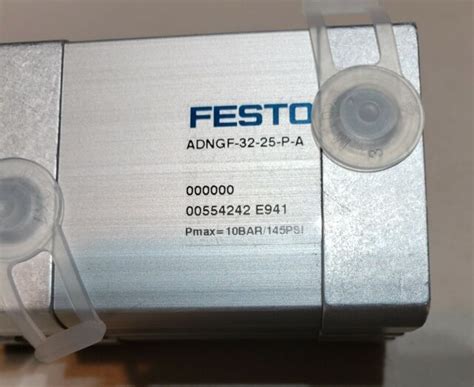 FESTO
ADNGF-32-25-P-A
000000
00554242 E941
Pmax=10BAR/145PSI